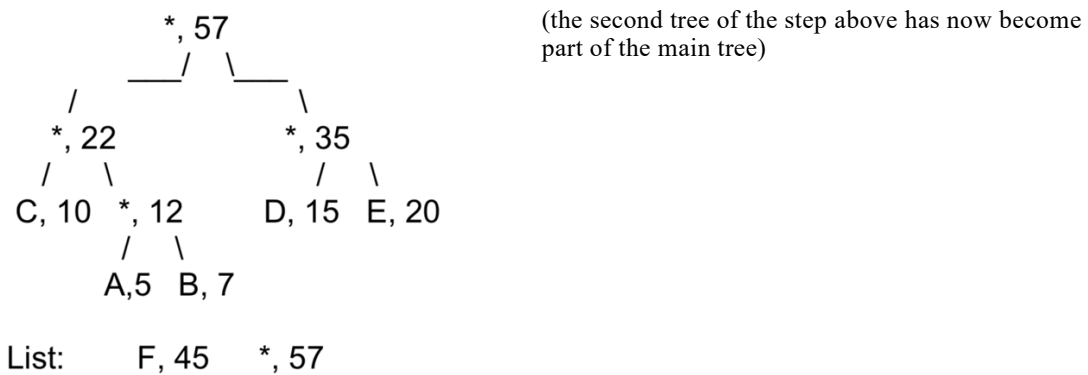 *, 57
(the second tree of the step above has now become
part of the main tree)
*, 22 *, 35
C, 10 *, 12 D, 15 E, 20
A,5 B, 7
List: F, 45 *, 57